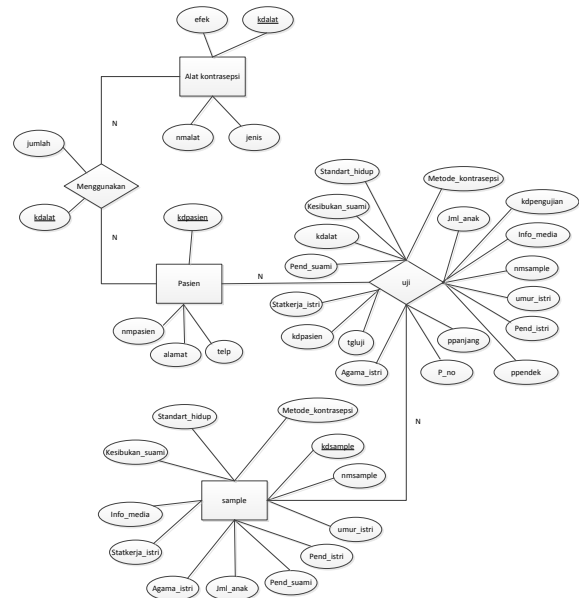 efek
kdalat
Alat kontrasepsi
N
nmalat
jenis
jumlah
Menggunakan
kdalat
N
kdpasien
Pasien
N
nmpasien
alamat
telp
Standart_hidup
Metode_kontrasepsi
Kesibukan_suami
kdpengujian
Jml_anak
kdalat
Info_media
Pend_suami
nmsample
uji
Statkerja_istri
umur_istri
kdpasien
tgluji
Pend_istri
ppanjang
Agama_istri
P_no
ppendek
N
Standart_hidup
Metode_kontrasepsi
Kesibukan_suami
kdsample
nmsample
Info_media
sample
umur_istri
Statkerja_istri
Pend_istri
Agama_istri
Jml_anak
Pend_suami